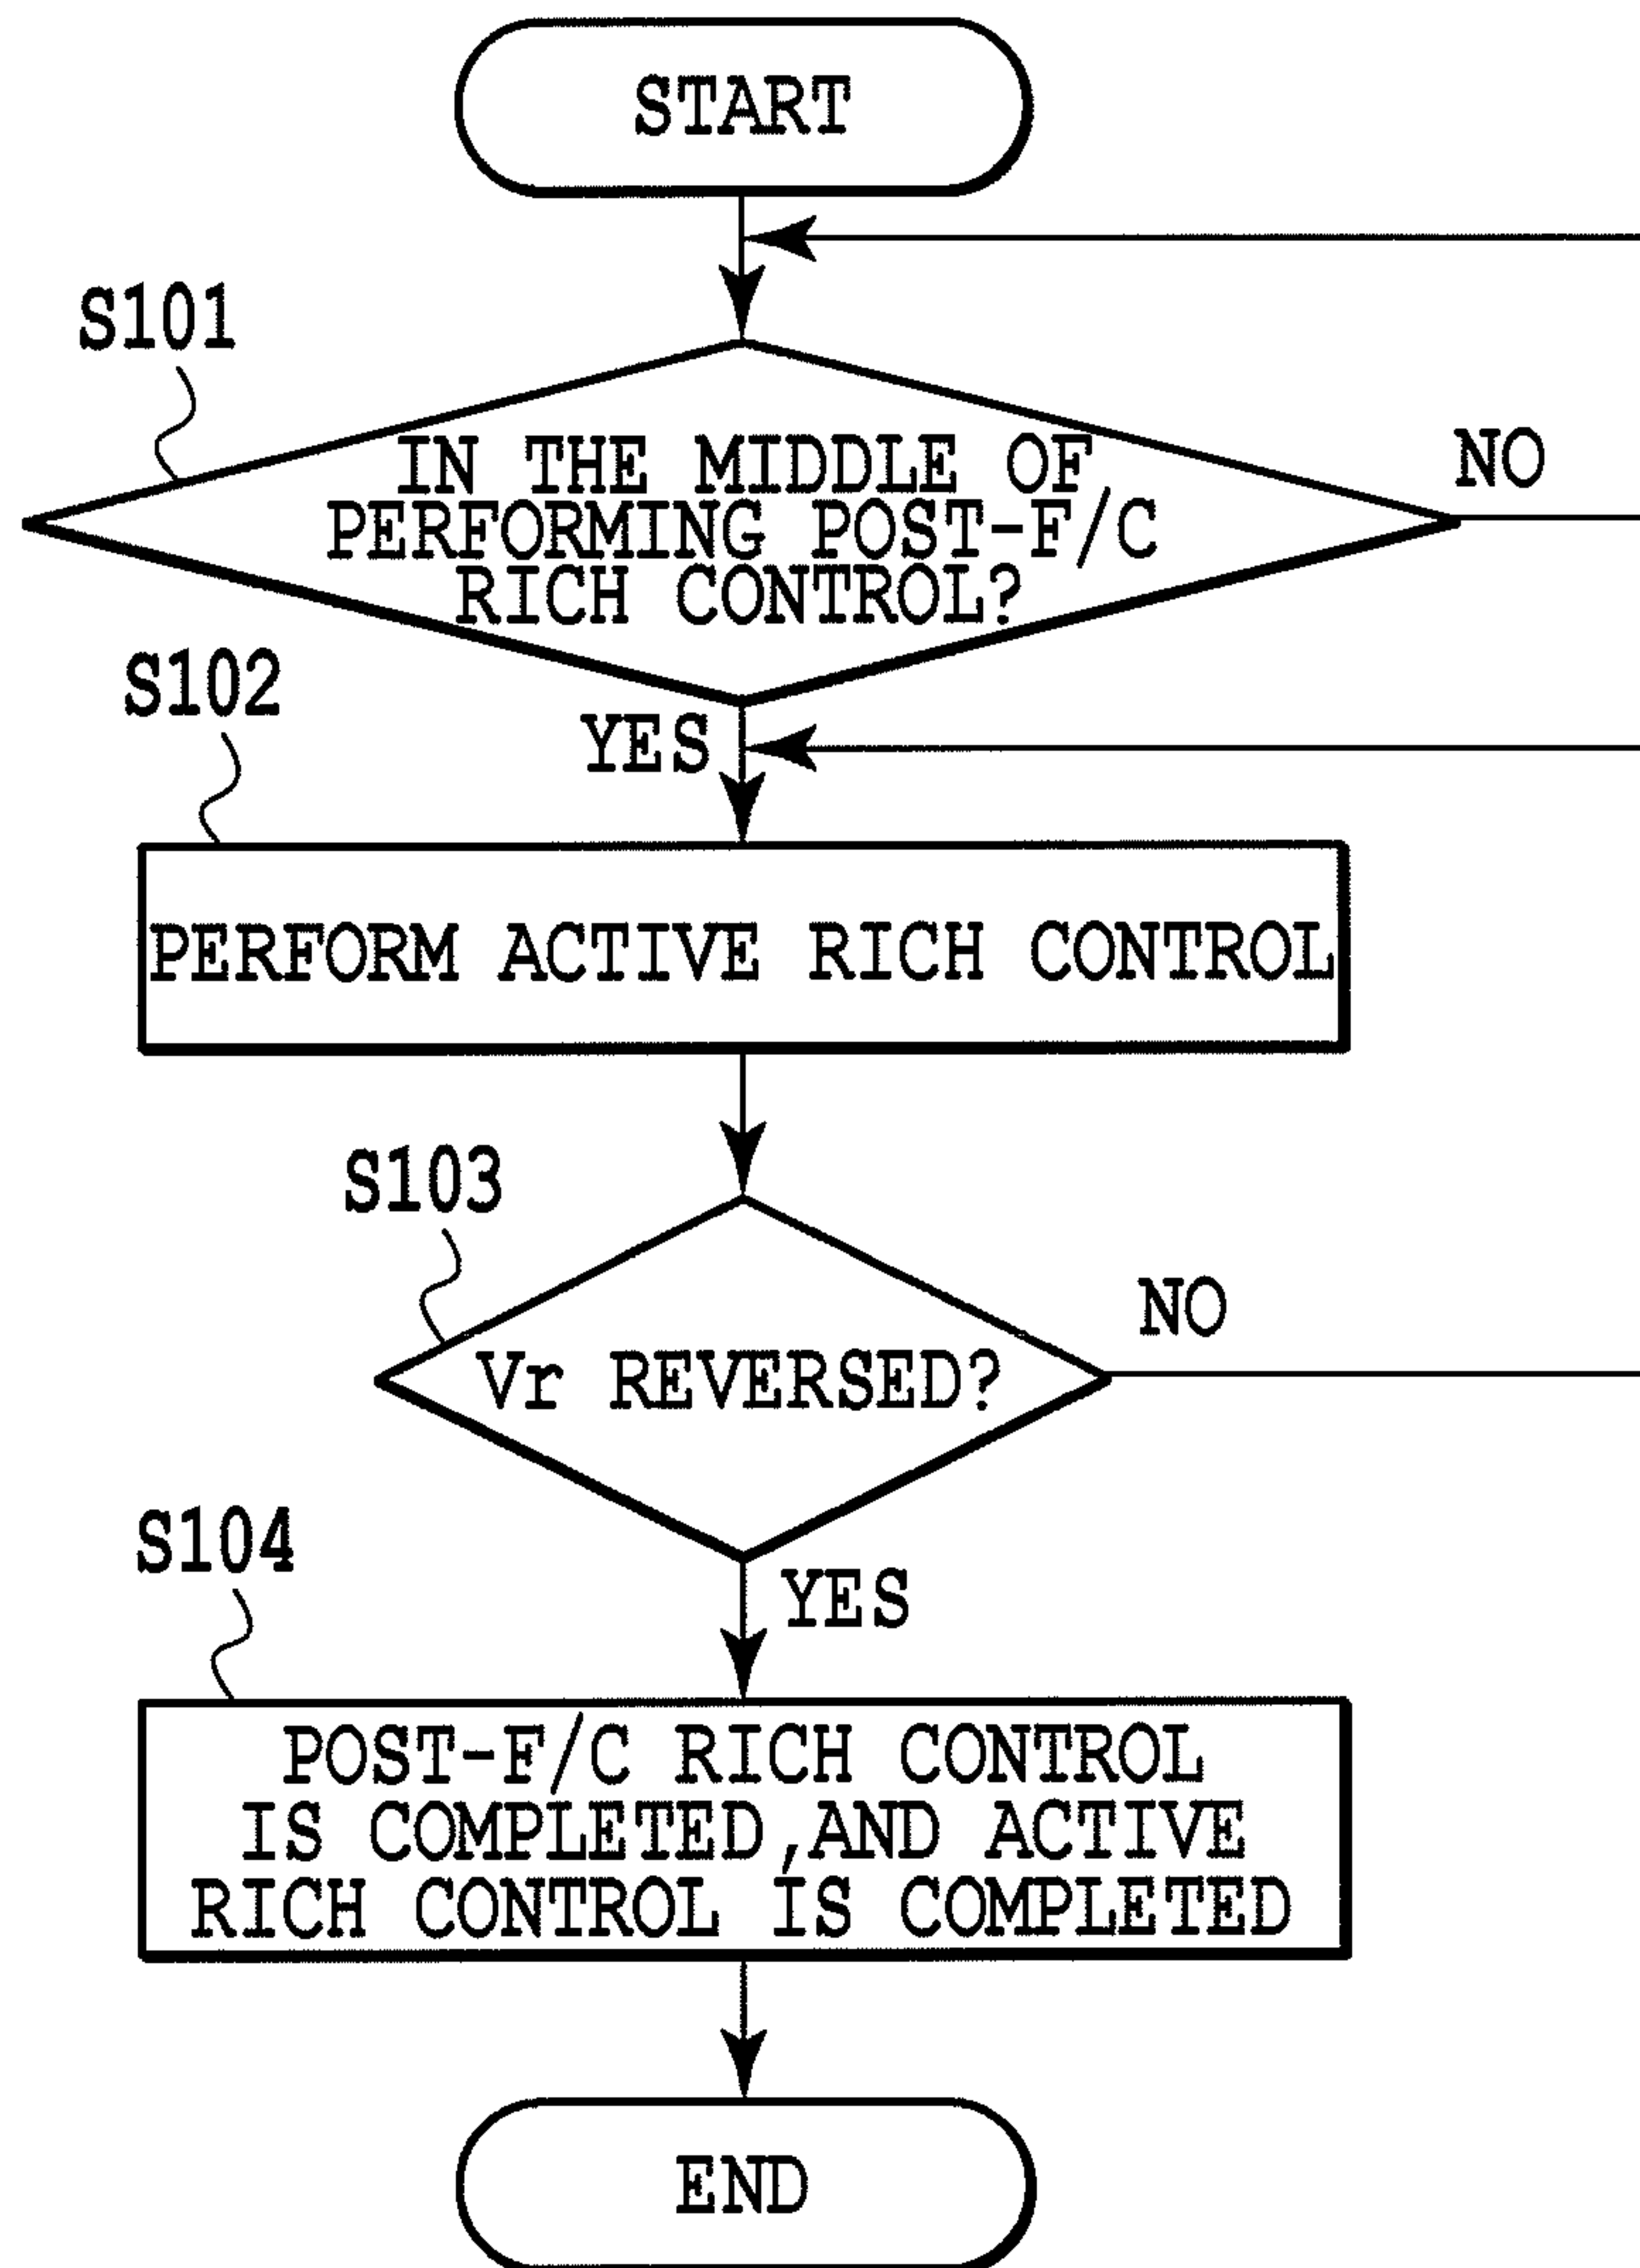 START
S101
IN THE MIDDLE OF
PERFORMING POST-F/C
RICH CONTROL?
NO
S102
YES
PERFORM ACTIVE RICH CONTROL
S103
Vr REVERSED?
NO
S104
YES
POST-F/C RICH CONTROL
IS COMPLETED,AND ACTIVE
RICH CONTROL IS COMPLETED
END